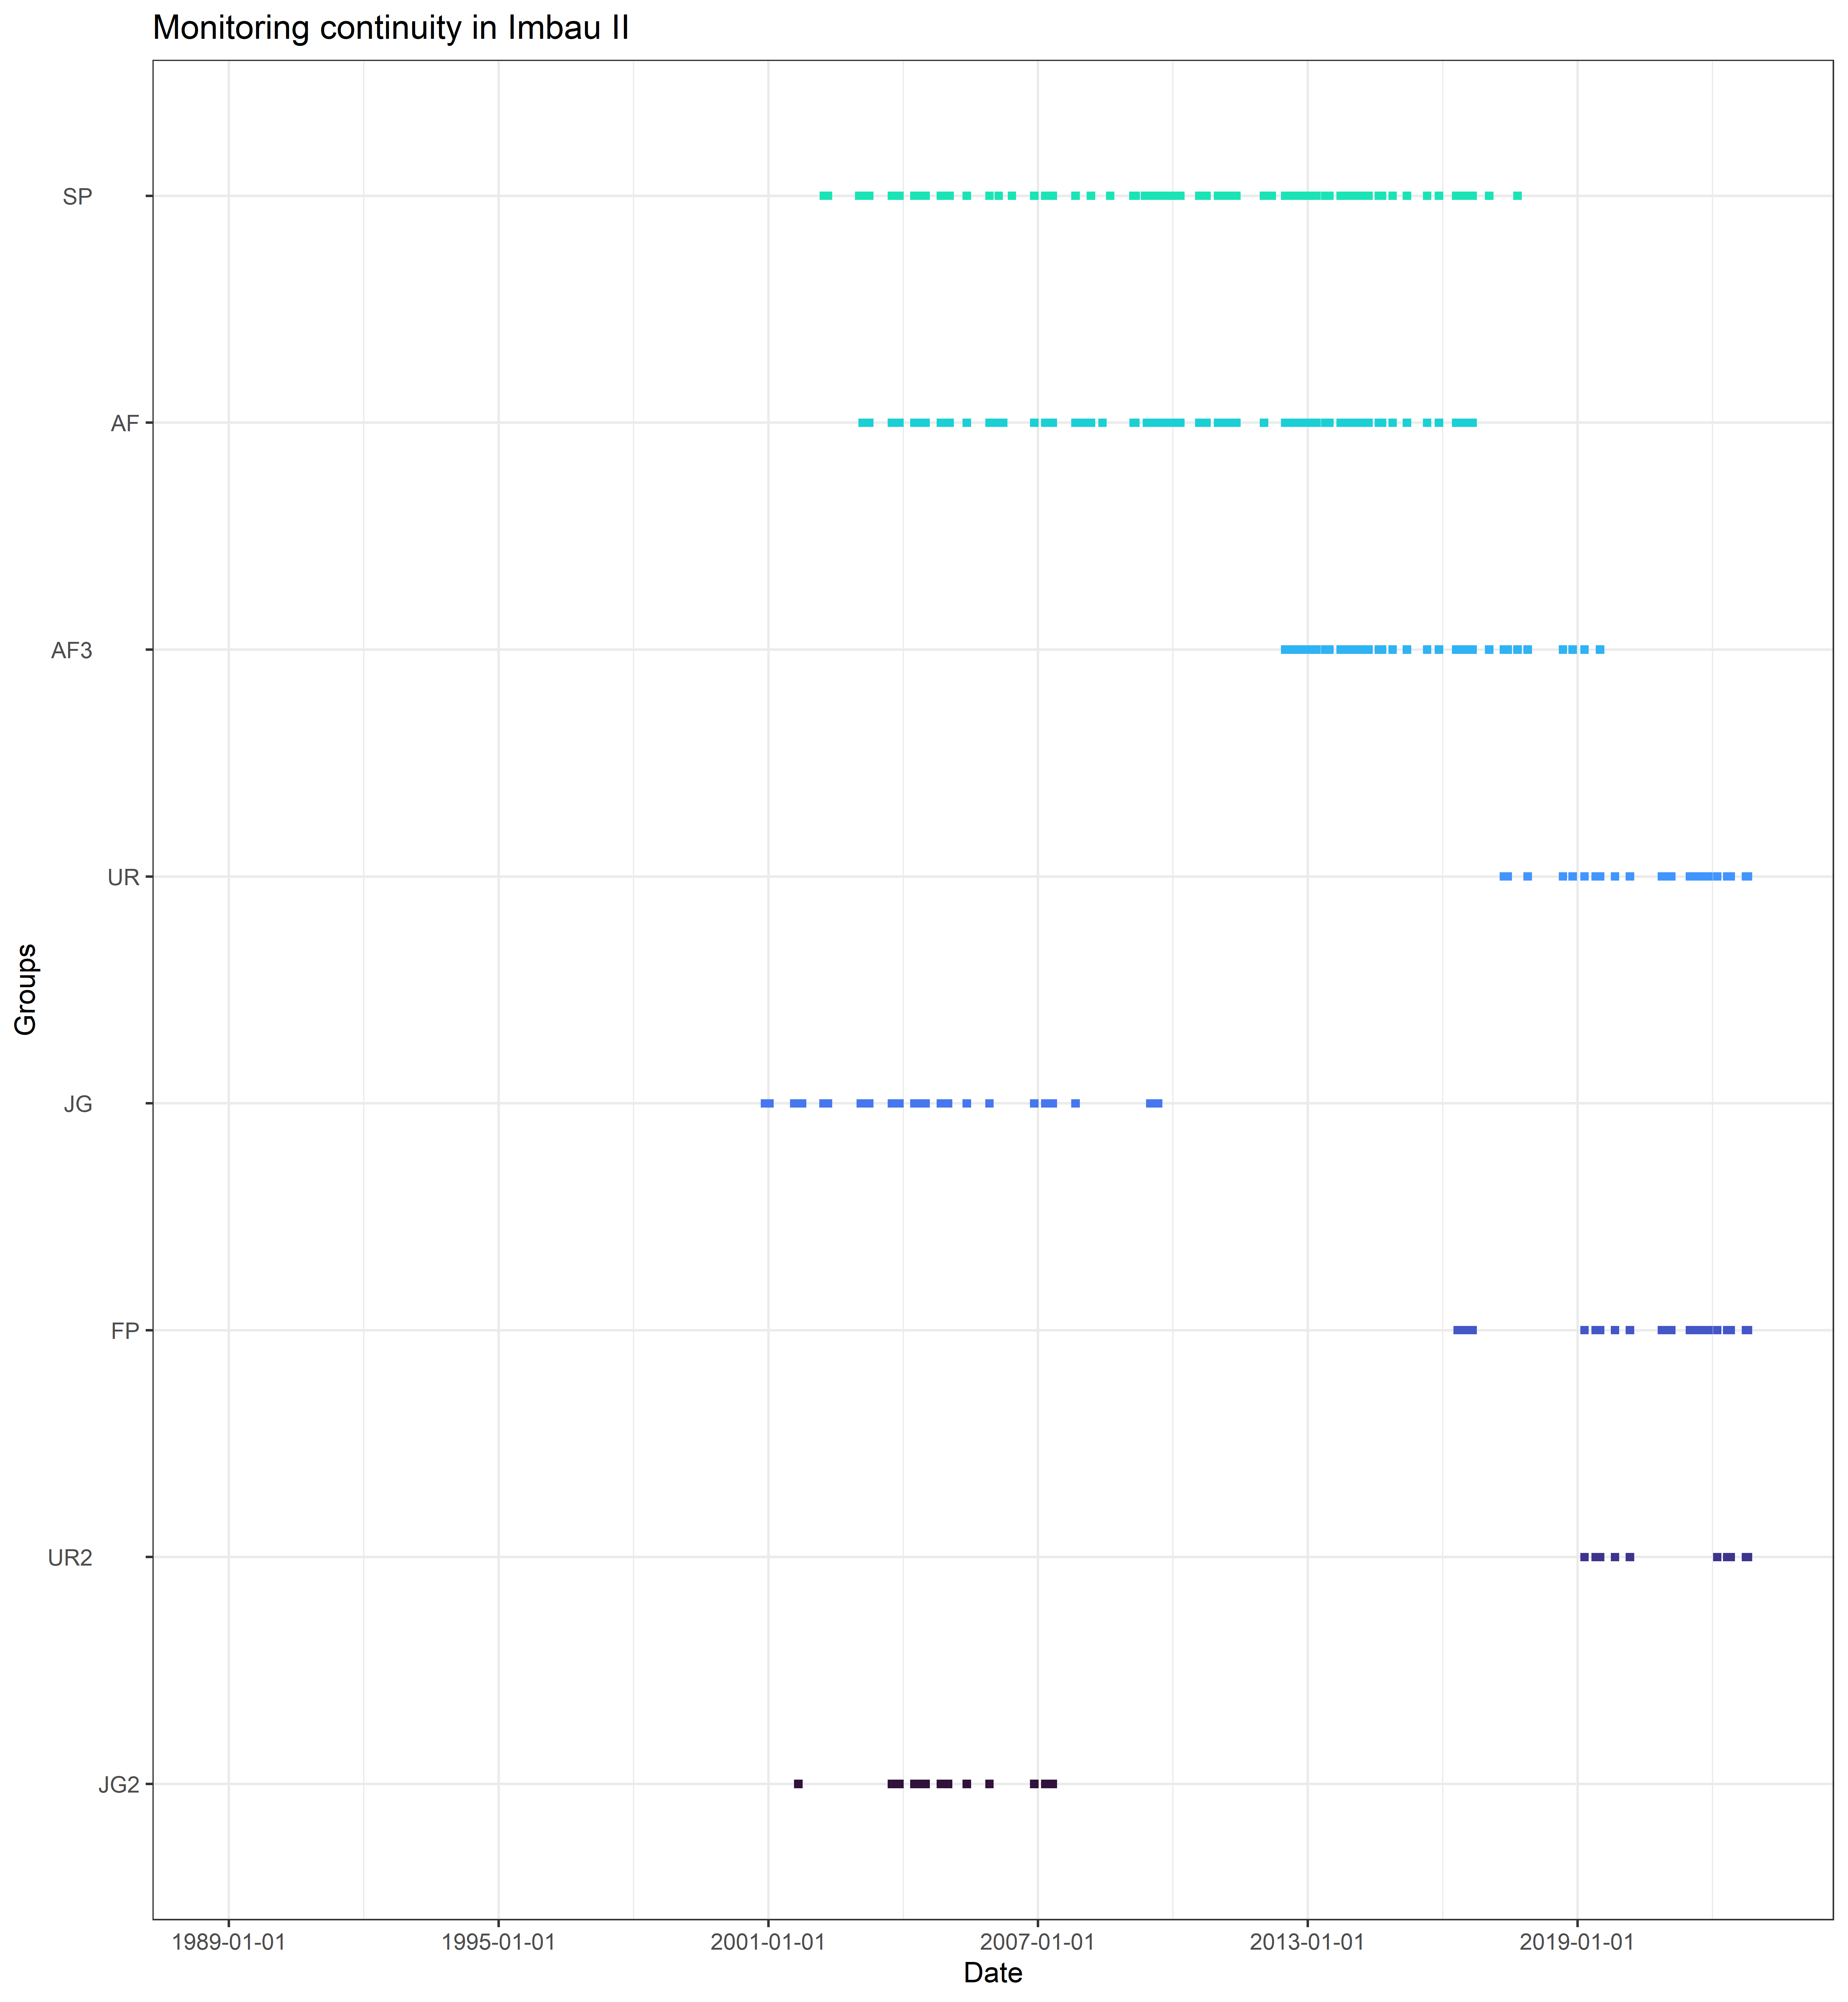 Monitoring continuity in Imbau II
SP
AF
AF3
UR
JG
FP
UR2
JG2
Groups
1989-01-01
1995-01-01
2001-01-01
2007-01-01
2013-01-01
2019-01-01
Date